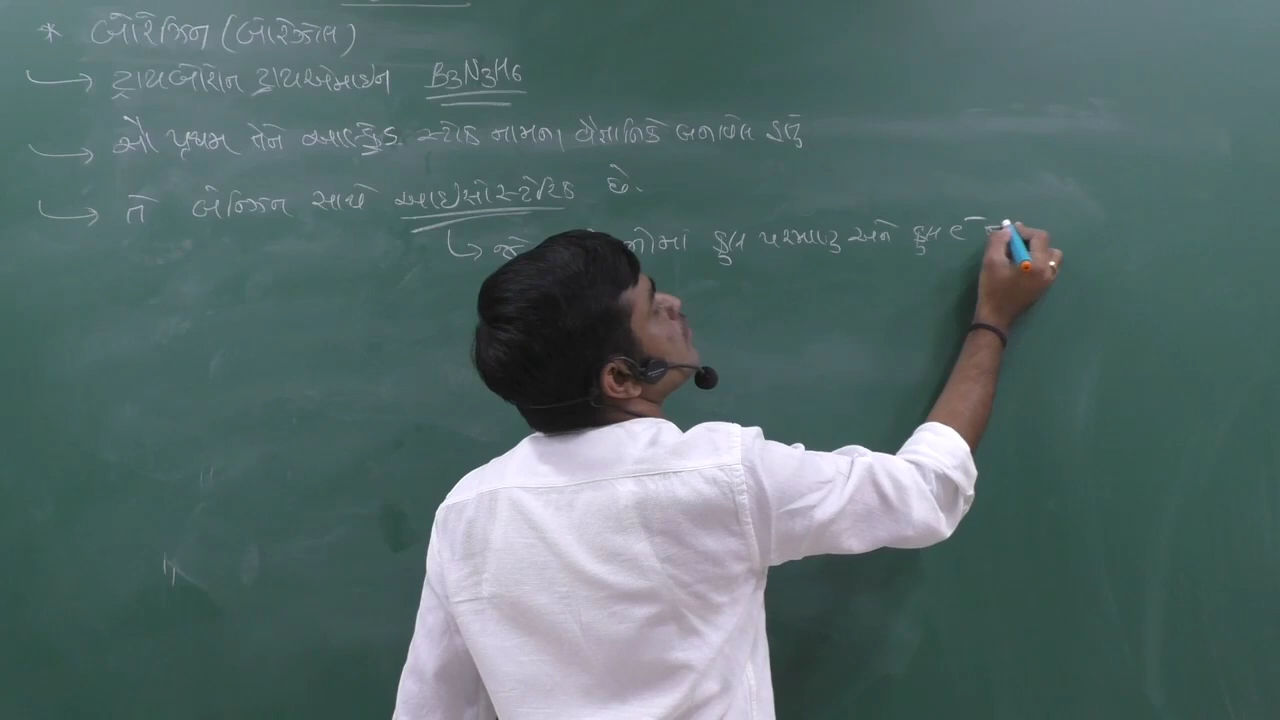 * બોરેઝિન (બોરેઝોલ)
ટ્રાયબોરિન ટ્રાયએમાઇન B3N3H6
સૌ પ્રથમ તેને આલ્ફ્રેડ સ્ટોક નામના વૈજ્ઞાનિકે બનાવેલ હતું
તે બેન્ઝિન સાથે આઇસોસ્ટેરિક છે.
જે કુલ પરમાણુ અને કુલ e⁻